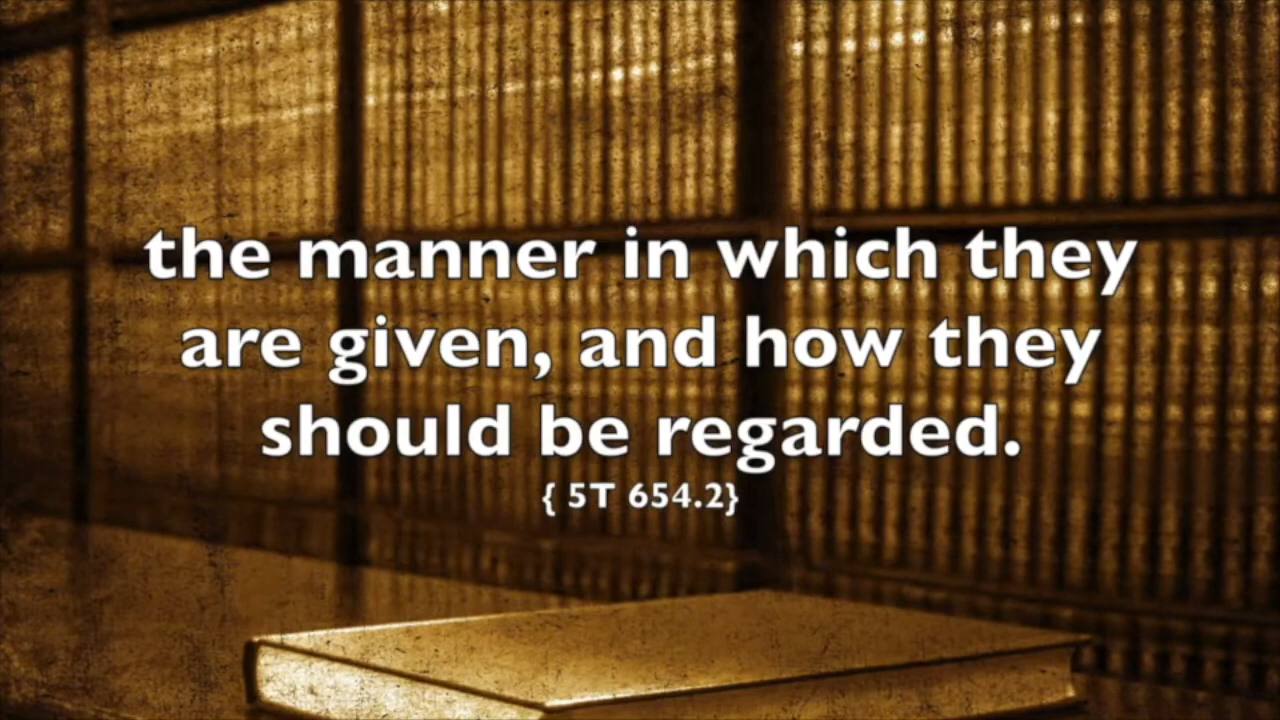 the manner in which they
are given, and how they
should be regarded.
{ 5T 654.2}